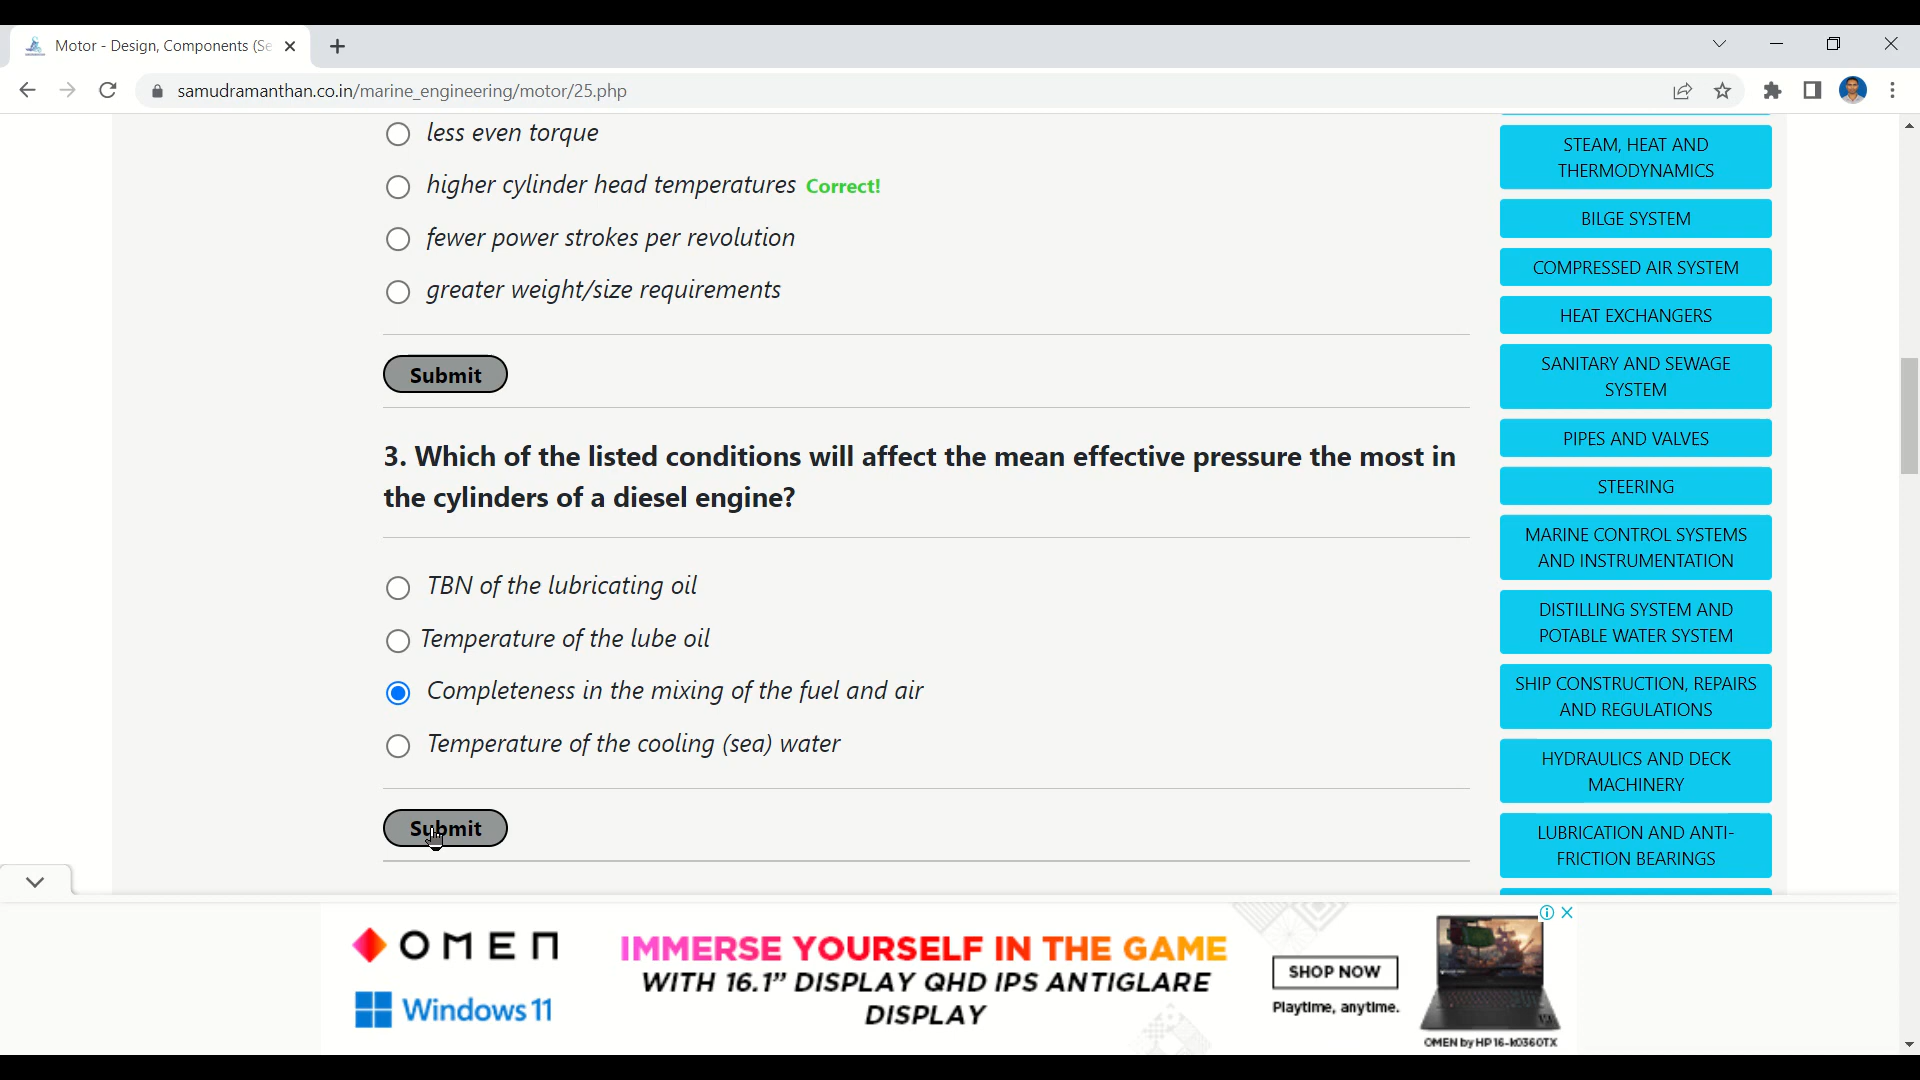 Motor - Design, Components (Se
samudramanthan.co.in/marine_engineering/motor/25.php
less even torque
higher cylinder head temperatures Correct!
fewer power strokes per revolution
greater weight/size requirements
Submit
3. Which of the listed conditions will affect the mean effective pressure the most in
the cylinders of a diesel engine?
TBN of the lubricating oil
Temperature of the lube oil
Completeness in the mixing of the fuel and air
Temperature of the cooling (sea) water
Submit
STEAM, HEAT AND
THERMODYNAMICS
BILGE SYSTEM
COMPRESSED AIR SYSTEM
HEAT EXCHANGERS
SANITARY AND SEWAGE
SYSTEM
PIPES AND VALVES
STEERING
MARINE CONTROL SYSTEMS
AND INSTRUMENTATION
DISTILLING SYSTEM AND
POTABLE WATER SYSTEM
SHIP CONSTRUCTION, REPAIRS
AND REGULATIONS
HYDRAULICS AND DECK
MACHINERY
LUBRICATION AND ANTI-
FRICTION BEARINGS
OMEN
Windows 11
IMMERSE YOURSELF IN THE GAME
WITH 16.1” DISPLAY QHD IPS ANTIGLARE
DISPLAY
SHOP NOW
Playtime, anytime.
OMEN by HP 16-k0360TX